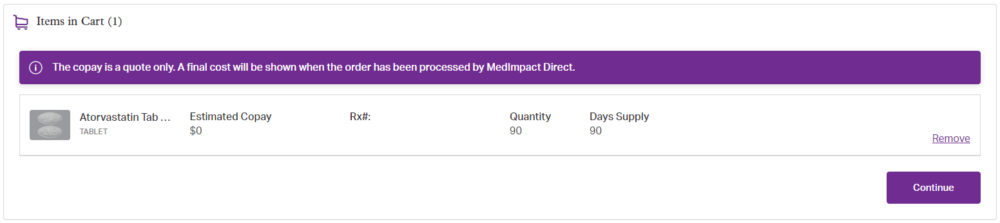 Items in Cart (1)
The copay is a quote only. A final cost will be shown when the order has been processed by MedImpact Direct.
Atorvastatin Tab ...
TABLET
Estimated Copay
$0
Rx#:
Quantity
90
Days Supply
90
Remove
Continue